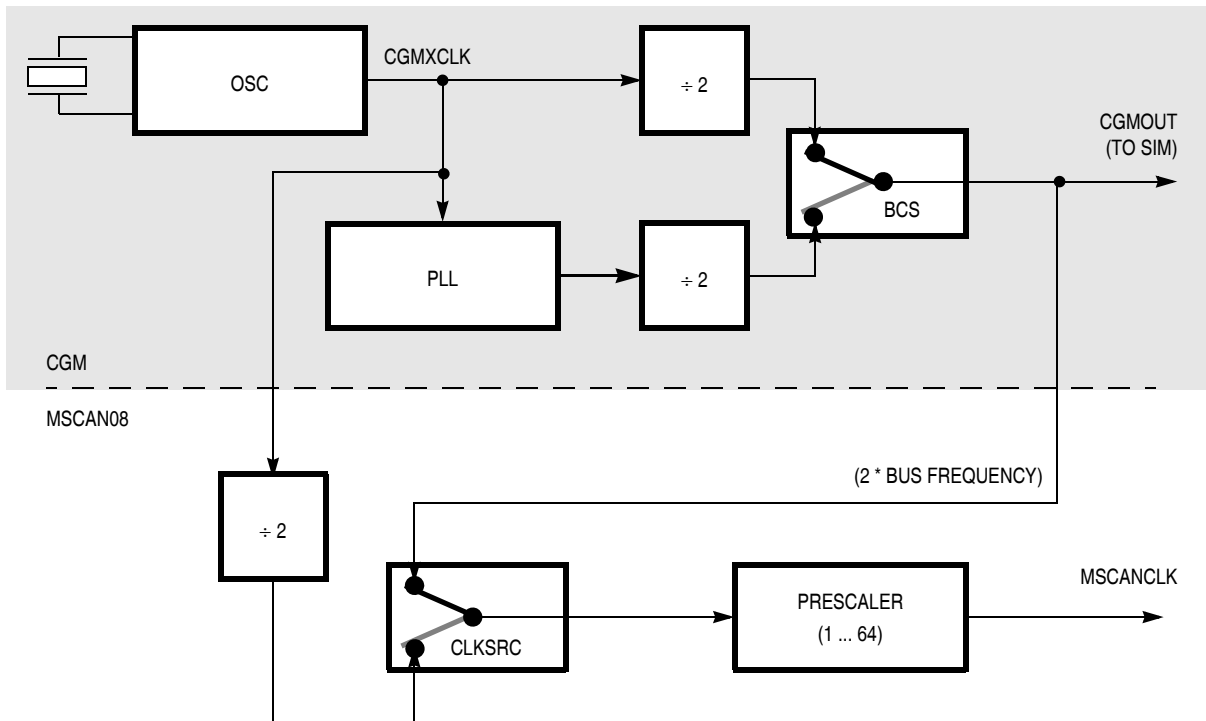 CGMXCLK
OSC
÷ 2
CGMOUT
(TO SIM)
BCS
PLL
÷ 2
CGM
MSCAN08
(2 * BUS FREQUENCY)
÷ 2
MSCANCLK
PRESCALER
(1 ... 64)
CLKSRC